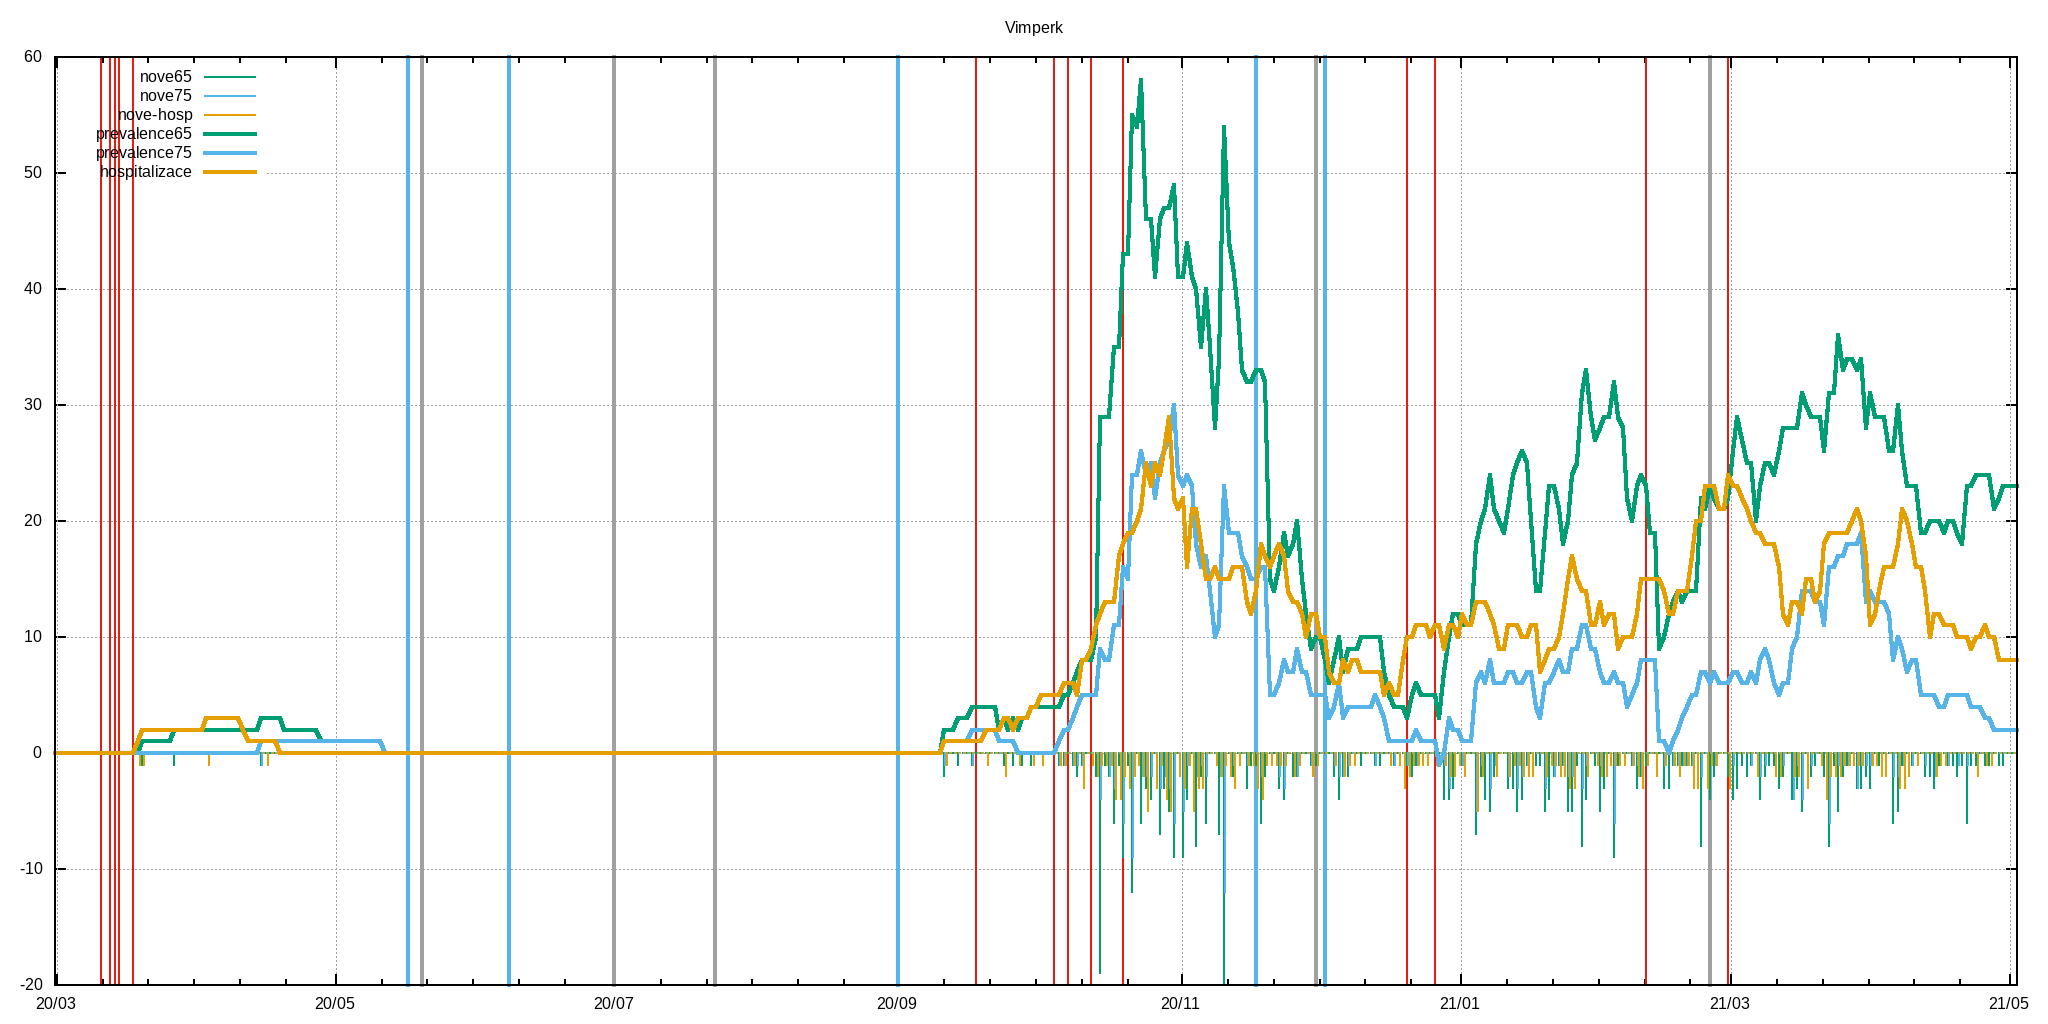 Vimperk
60
50
40
30
20
10
0
-10
-20
nove65
nove75
nove-hosp
prevalence65
prevalence75
hospitalizace
20/03 20/05 20/07 20/09 20/11 21/01 21/03 21/05